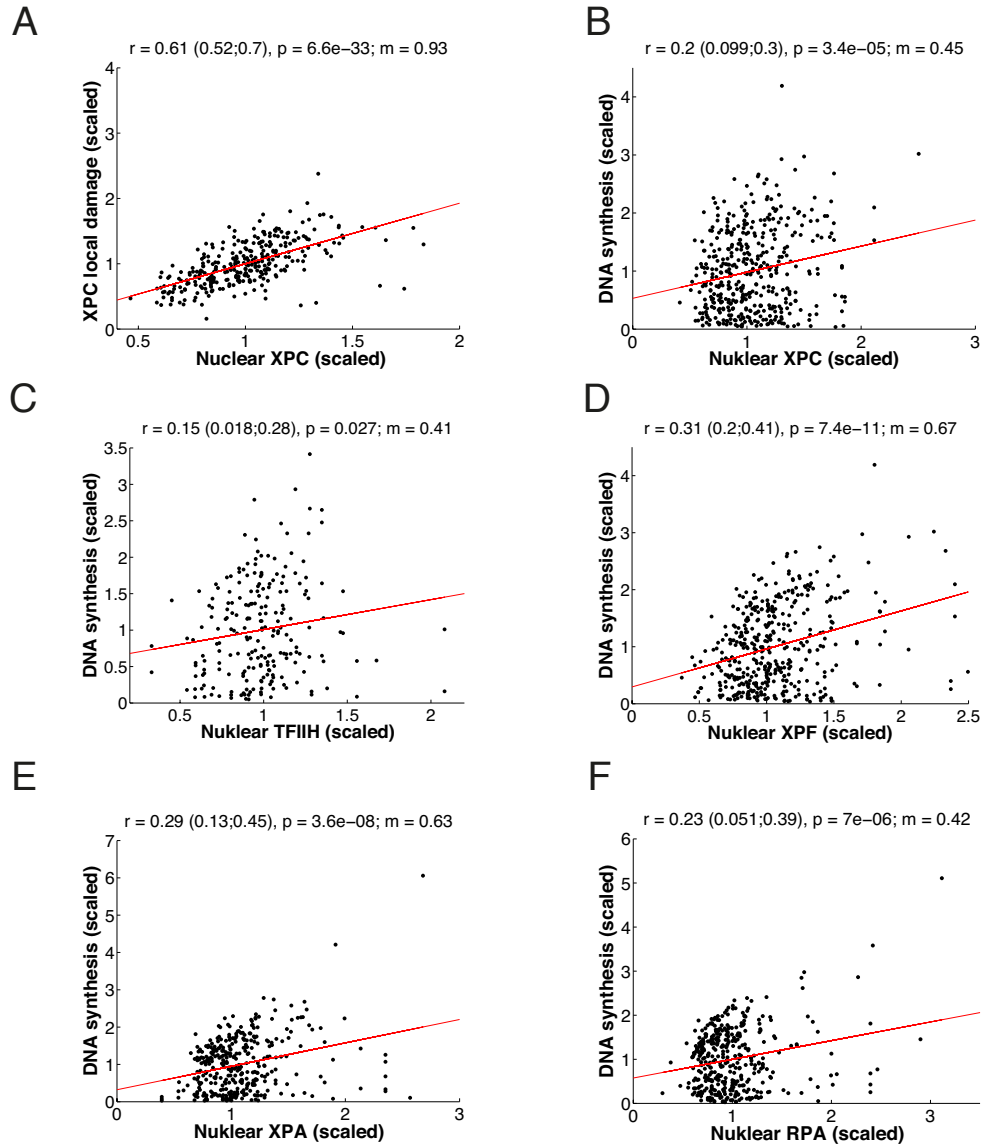 A
r = 0.61 (0.52;0.7), p = 6.6e−33; m = 0.93
XPC local damage (scaled)
4
3
2
1
0
0.5
1
1.5
2
Nuclear XPC (scaled)
B
r = 0.2 (0.099;0.3), p = 3.4e−05; m = 0.45
DNA synthesis (scaled)
4
3
2
1
0
0
1
2
3
Nuklear XPC (scaled)
C
r = 0.15 (0.018;0.28), p = 0.027; m = 0.41
DNA synthesis (scaled)
3.5
3
2.5
2
1.5
1
0.5
0
0.5
1
1.5
2
Nuklear TFIIH (scaled)
D
r = 0.31 (0.2;0.41), p = 7.4e−11; m = 0.67
DNA synthesis (scaled)
4
3
2
1
0
0
0.5
1
1.5
2
2.5
Nuklear XPF (scaled)
E
r = 0.29 (0.13;0.45), p = 3.6e−08; m = 0.63
DNA synthesis (scaled)
7
6
5
4
3
2
1
0
0
1
2
3
Nuklear XPA (scaled)
F
r = 0.23 (0.051;0.39), p = 7e−06; m = 0.42
DNA synthesis (scaled)
6
5
4
3
2
1
0
0
1
2
3
Nuklear RPA (scaled)